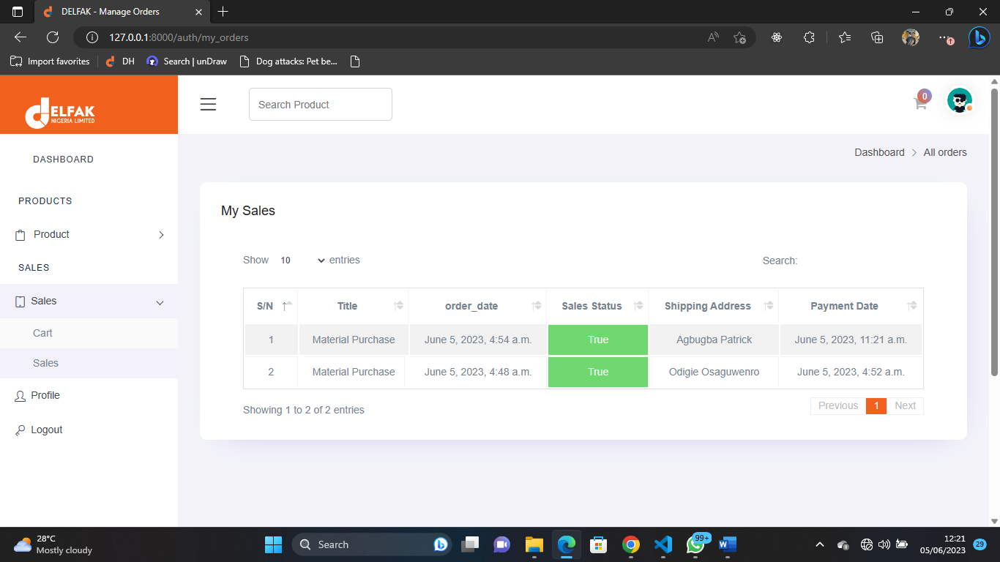 DELFAK - Manage Orders
127.0.0.1:8000/auth/my_orders
Import favorites
DH
Search | unDraw
Dog attacks: Pet be...
ELFAK
NIGERIA LIMITED
Search Product
0
DASHBOARD
Dashboard > All orders
PRODUCTS
Product
SALES
Sales
Cart
Sales
Profile
Logout
My Sales
Show 10 entries
Search:
S/N Title order_date Sales Status Shipping Address Payment Date
1 Material Purchase June 5, 2023, 4:54 a.m. True Agbugba Patrick June 5, 2023, 11:21 a.m.
2 Material Purchase June 5, 2023, 4:48 a.m. True Odigie Osaguwenro June 5, 2023, 4:52 a.m.
Showing 1 to 2 of 2 entries
Previous 1 Next
28°C
Mostly cloudy
Search
99+
12:21
05/06/2023
29